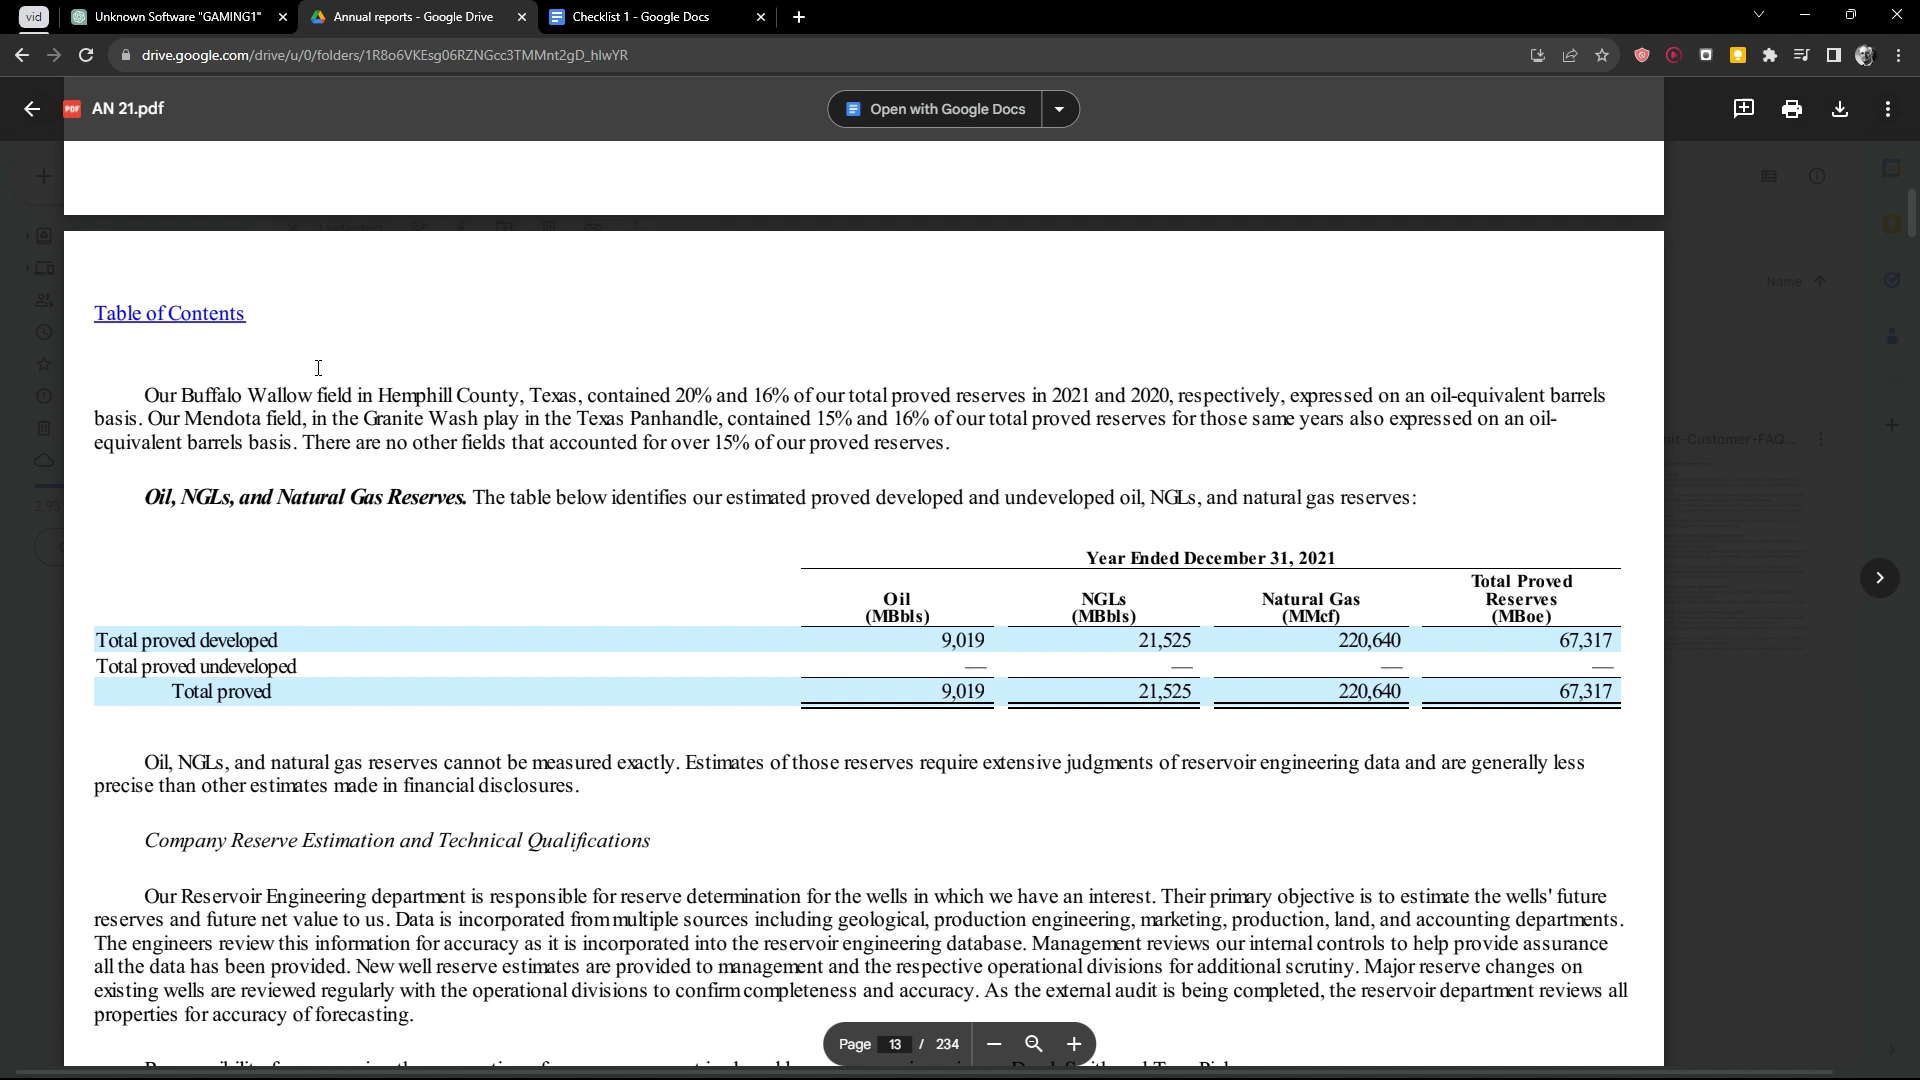 vid
Unknown Software "GAMING1"
Annual reports - Google Drive
Checklist 1 - Google Docs
drive.google.com/drive/u/0/folders/1R8o6VKEsg06RZNGcc3TMMnt2gD_hIwYR
PDF
AN 21.pdf
Open with Google Docs
Name
Table of Contents
Our Buffalo Wallow field in Hemphill County, Texas, contained 20% and 16% of our total proved reserves in 2021 and 2020, respectively, expressed on an oil-equivalent barrels
basis. Our Mendota field, in the Granite Wash play in the Texas Panhandle, contained 15% and 16% of our total proved reserves for those same years also expressed on an oil-
equivalent barrels basis. There are no other fields that accounted for over 15% of our proved reserves.
nit-Customer-FAQ...
Oil, NGLs, and Natural Gas Reserves. The table below identifies our estimated proved developed and undeveloped oil, NGLs, and natural gas reserves:
2.93
Year Ended December 31, 2021
Oil (MBbls) NGLs (MBbls) Natural Gas (MMcf) Total Proved Reserves (MBoe)
Total proved developed 9,019 21,525 220,640 67,317
Total proved undeveloped — — — —
Total proved 9,019 21,525 220,640 67,317
Oil, NGLs, and natural gas reserves cannot be measured exactly. Estimates of those reserves require extensive judgments of reservoir engineering data and are generally less
precise than other estimates made in financial disclosures.
Company Reserve Estimation and Technical Qualifications
Our Reservoir Engineering department is responsible for reserve determination for the wells in which we have an interest. Their primary objective is to estimate the wells' future
reserves and future net value to us. Data is incorporated from multiple sources including geological, production engineering, marketing, production, land, and accounting departments.
The engineers review this information for accuracy as it is incorporated into the reservoir engineering database. Management reviews our internal controls to help provide assurance
all the data has been provided. New well reserve estimates are provided to management and the respective operational divisions for additional scrutiny. Major reserve changes on
existing wells are reviewed regularly with the operational divisions to confirm completeness and accuracy. As the external audit is being completed, the reservoir department reviews all
properties for accuracy of forecasting.
Page 13 / 234